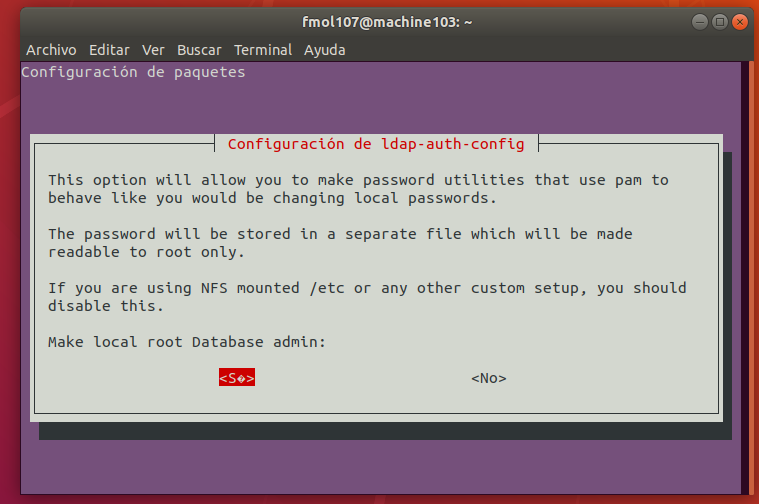 fmol107@machine103: ~
Archivo Editar Ver Buscar Terminal Ayuda
Configuración de paquetes
Configuración de ldap-auth-config
This option will allow you to make password utilities that use pam to
behave like you would be changing local passwords.
The password will be stored in a separate file which will be made
readable to root only.
If you are using NFS mounted /etc or any other custom setup, you should
disable this.
Make local root Database admin:
<S�> <No>